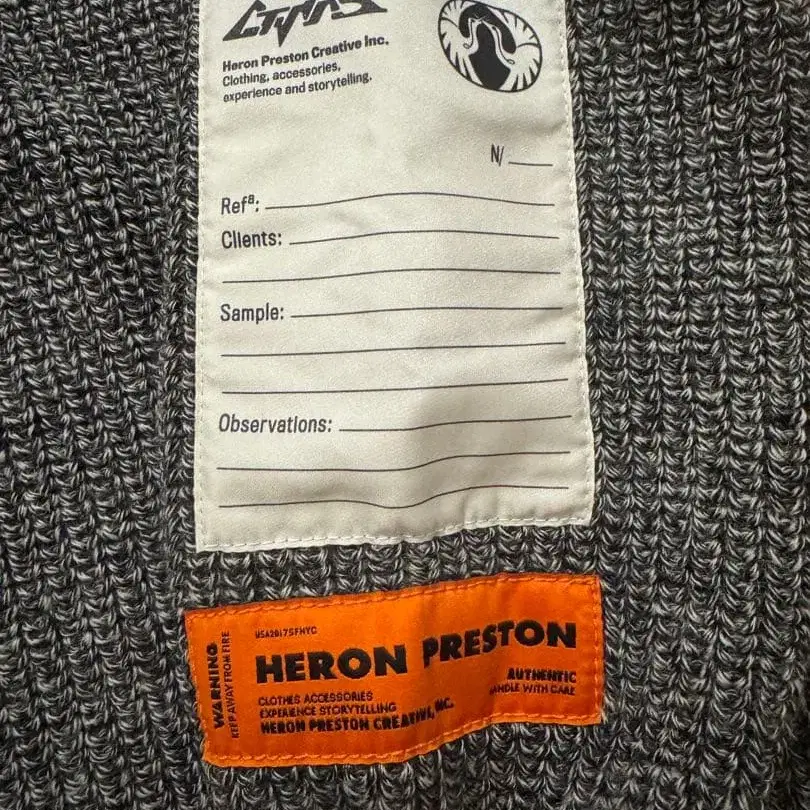 СТИЛЬ
Heron Preston Creative Inc.
Clothing, accessories,
experience and storytelling.
N/
Refª:
Clients:
Sample:
Observations:
WARNING
KEEP AWAY FROM FIRE
USA2017SFNYC
HERON PRESTON
AUTHENTIC
HANDLE WITH CARE
CLOTHES ACCESSORIES
EXPERIENCE STORYTELLING
HERON PRESTON CREATIVE, INC.